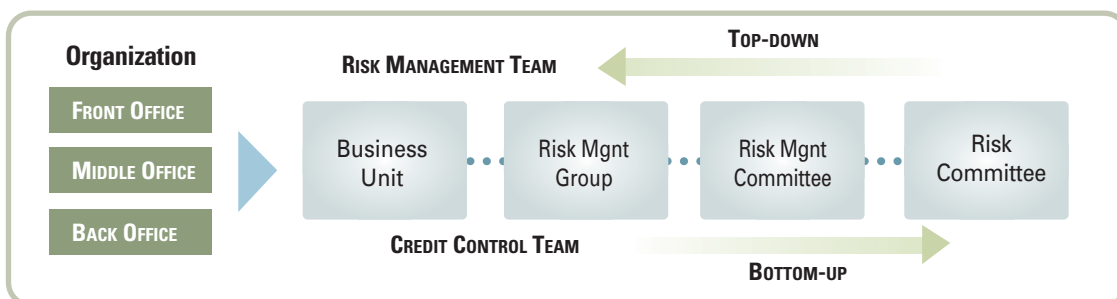 Organization
FRONT OFFICE
MIDDLE OFFICE
BACK OFFICE
RISK MANAGEMENT TEAM
TOP-DOWN
Business
Unit
Risk Mgnt
Group
Risk Mgnt
Committee
Risk
Committee
CREDIT CONTROL TEAM
BOTTOM-UP